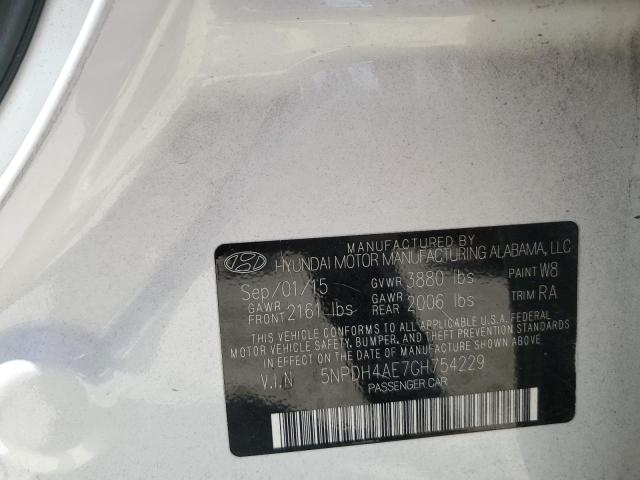 MANUFACTURED BY
HYUNDAI MOTOR MANUFACTURING ALABAMA, LLC
Sep/01/15 GVWR 3880 lbs PAINT W8
GAWR FRONT 2161 lbs GAWR REAR 2006 lbs TRIM RA
THIS VEHICLE CONFORMS TO ALL APPLICABLE U.S.A FEDERAL
MOTOR VEHICLE SAFETY, BUMPER, AND THEFT PREVENTION STANDARDS
IN EFFECT ON THE DATE OF MANUFACTURE SHOWN ABOVE.
V.I.N 5NPDH4AE7GH754229
PASSENGER CAR